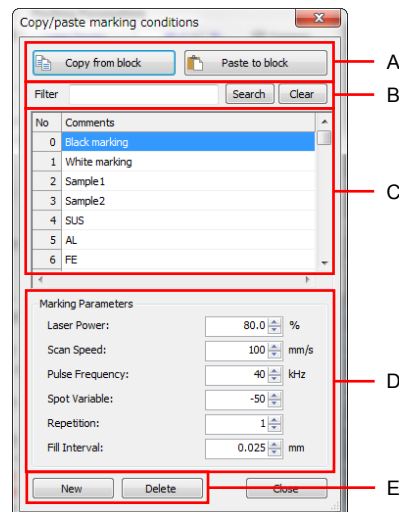 Copy/paste marking conditions
Copy from block Paste to block A
Filter Search Clear B
No Comments
0 Black marking
1 White marking
2 Sample1
3 Sample2 C
4 SUS
5 AL
6 FE
Marking Parameters
Laser Power: 80.0 %
Scan Speed: 100 mm/s
Pulse Frequency: 40 kHz
Spot Variable: -50 D
Repetition: 1
Fill Interval: 0.025 mm
New Delete Close E